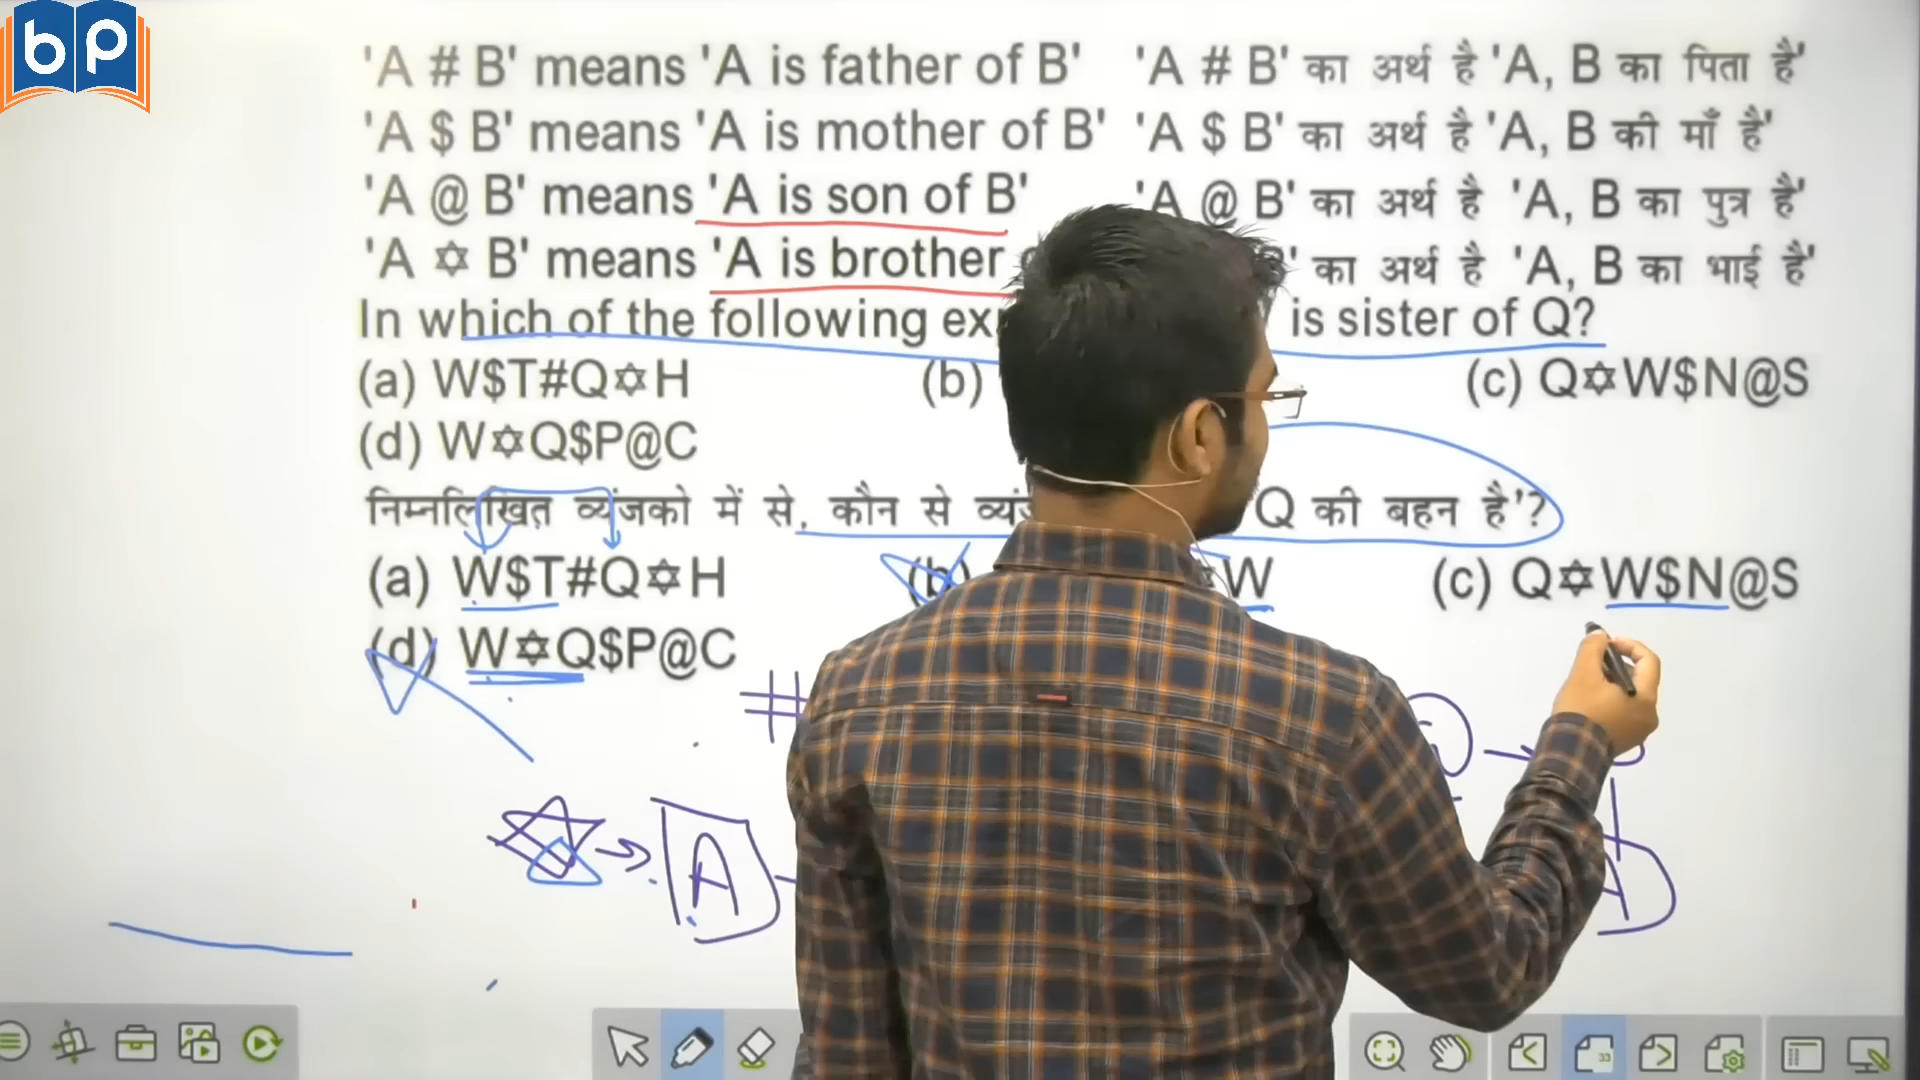 bp
'A # B' means 'A is father of B' 'A # B' का अर्थ है 'A, B का पिता है'
'A $ B' means 'A is mother of B' 'A $ B' का अर्थ है 'A, B की माँ है'
'A @ B' means 'A is son of B' 'A @ B' का अर्थ है 'A, B का पुत्र है'
'A ✡ B' means 'A is brother B' का अर्थ है 'A, B का भाई है'
In which of the following is sister of Q?
(a) W$T#Q✡H (b) (c) Q✡W$N@S
(d) W✡Q$P@C
निम्नलिखित व्यंजको में से, कौन से Q की बहन है'?
(a) W$T#Q✡H (b) W (c) Q✡W$N@S
(d) W✡Q$P@C
#
A
33